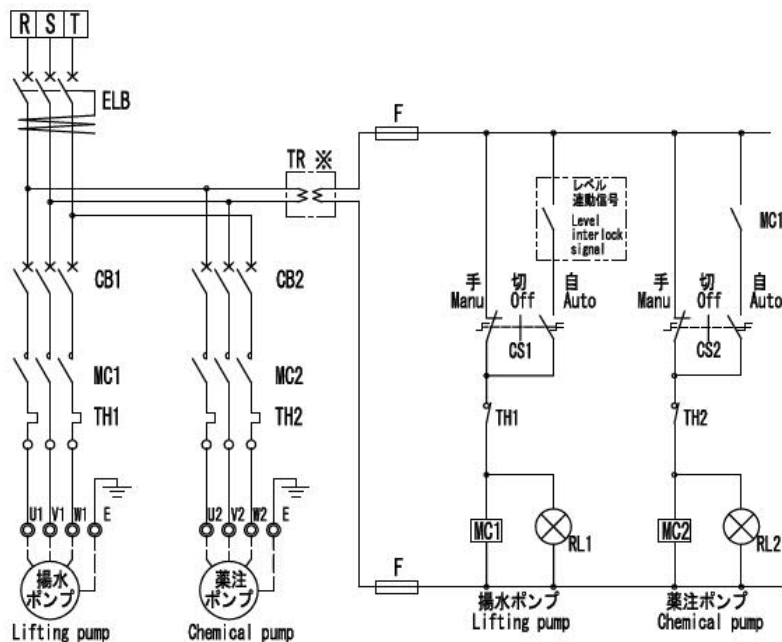 R S T
ELB
TR ※
F
レベル
連動信号
Level
interlock
signal
MC1
CB1
CB2
手 切 自
Manu Off Auto
CS1
手 切 自
Manu Off Auto
CS2
MC1
MC2
TH1
TH2
TH1
TH2
U1 V1 W1 E
U2 V2 W2 E
MC1
RL1
MC2
RL2
F
揚水
ポンプ
Lifting pump
薬注
ポンプ
Chemical pump
揚水ポンプ
Lifting pump
薬注ポンプ
Chemical pump